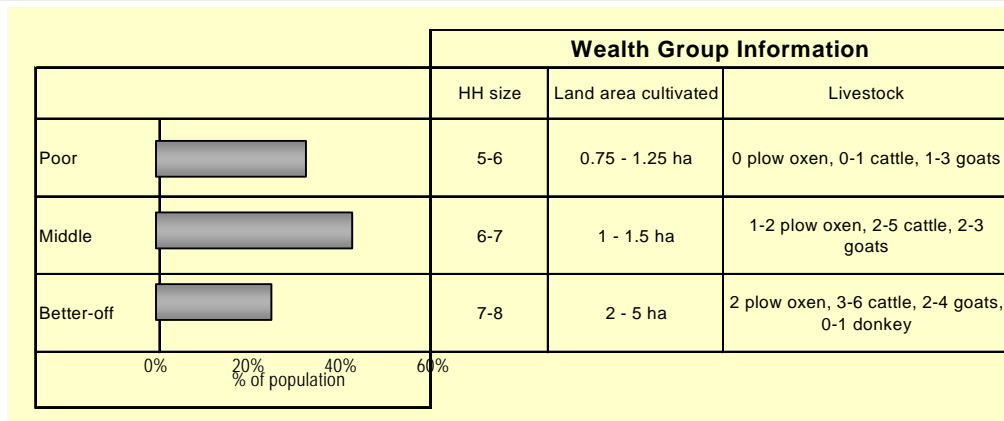 Wealth Group Information
HH size Land area cultivated Livestock
Poor 5-6 0.75 - 1.25 ha 0 plow oxen, 0-1 cattle, 1-3 goats
Middle 6-7 1 - 1.5 ha 1-2 plow oxen, 2-5 cattle, 2-3
goats
Better-off 7-8 2 - 5 ha 2 plow oxen, 3-6 cattle, 2-4 goats,
0-1 donkey
0% 20% 40% 60%
% of population